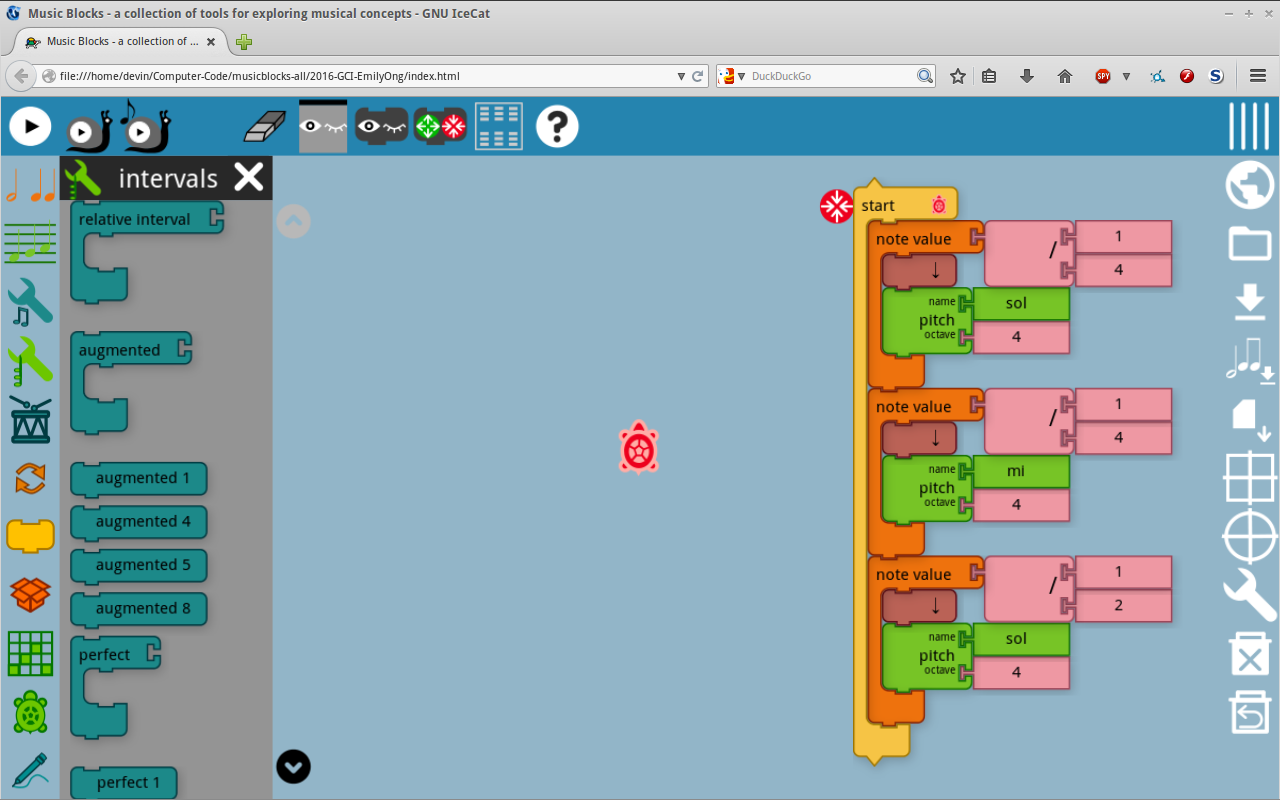 Music Blocks - a collection of tools for exploring musical concepts - GNU IceCat
Music Blocks - a collection of ...
file:///home/devin/Computer-Code/musicblocks-all/2016-GCI-EmilyOng/index.html
DuckDuckGo
SPY
S
?
intervals
relative interval
augmented
augmented 1
augmented 4
augmented 5
augmented 8
perfect
perfect 1
start
note value / 1
4
↓
name sol
pitch
octave 4
note value / 1
4
↓
name mi
pitch
octave 4
note value / 1
2
↓
name sol
pitch
octave 4